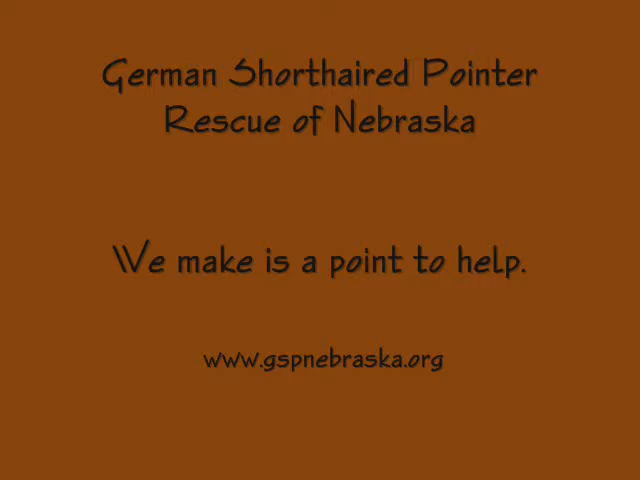 German Shorthaired Pointer
Rescue of Nebraska
We make is a point to help.
www.gspnebraska.org